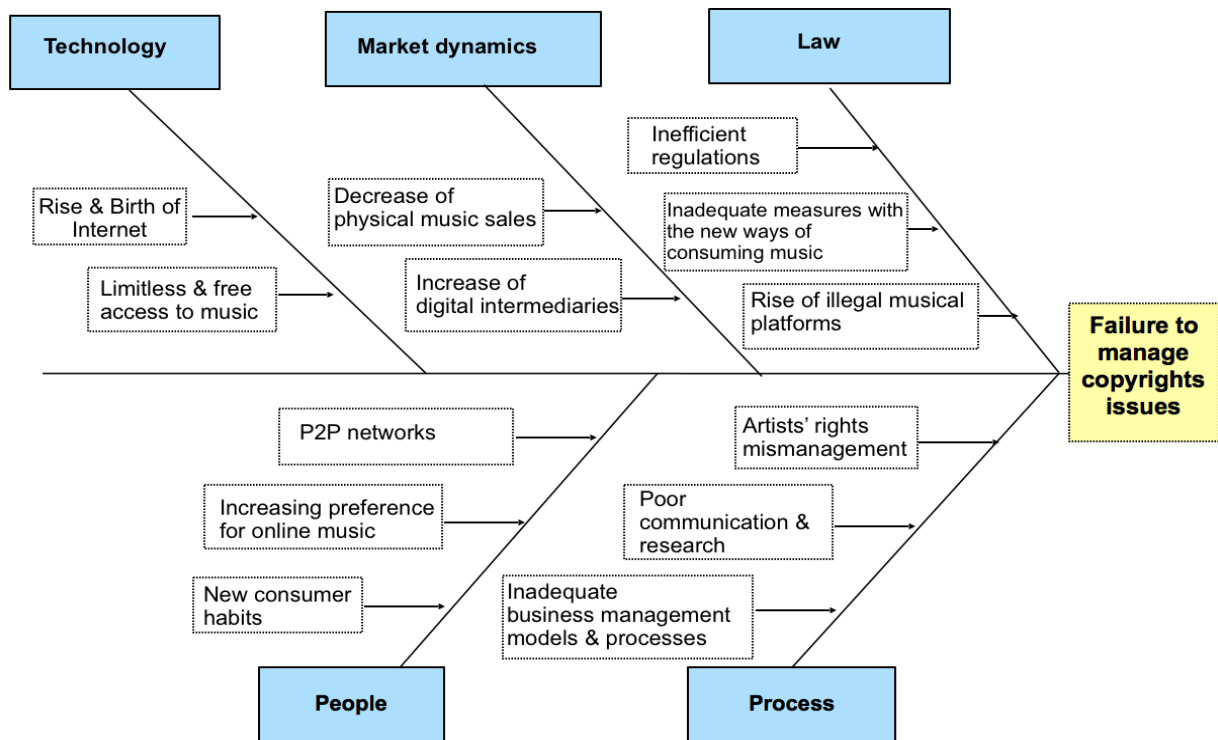 Technology
Market dynamics
Law
Inefficient
regulations
Rise & Birth of
Internet
Decrease of
physical music sales
Inadequate measures with
the new ways of
consuming music
Limitless & free
access to music
Increase of
digital intermediaries
Rise of illegal musical
platforms
Failure to
manage
copyrights
issues
P2P networks
Artists' rights
mismanagement
Increasing preference
for online music
Poor
communication &
research
New consumer
habits
Inadequate
business management
models & processes
People
Process